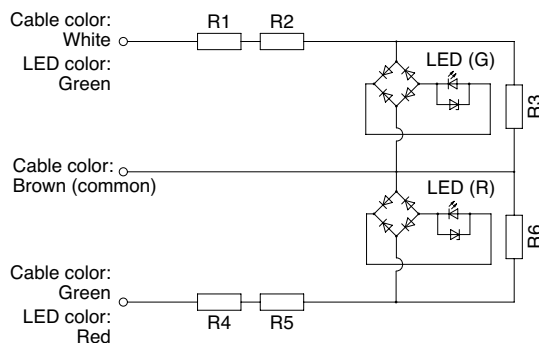 Cable color:
White
LED color:
Green
R1
R2
LED (G)
R3
Cable color:
Brown (common)
LED (R)
R6
Cable color:
Green
LED color:
Red
R4
R5